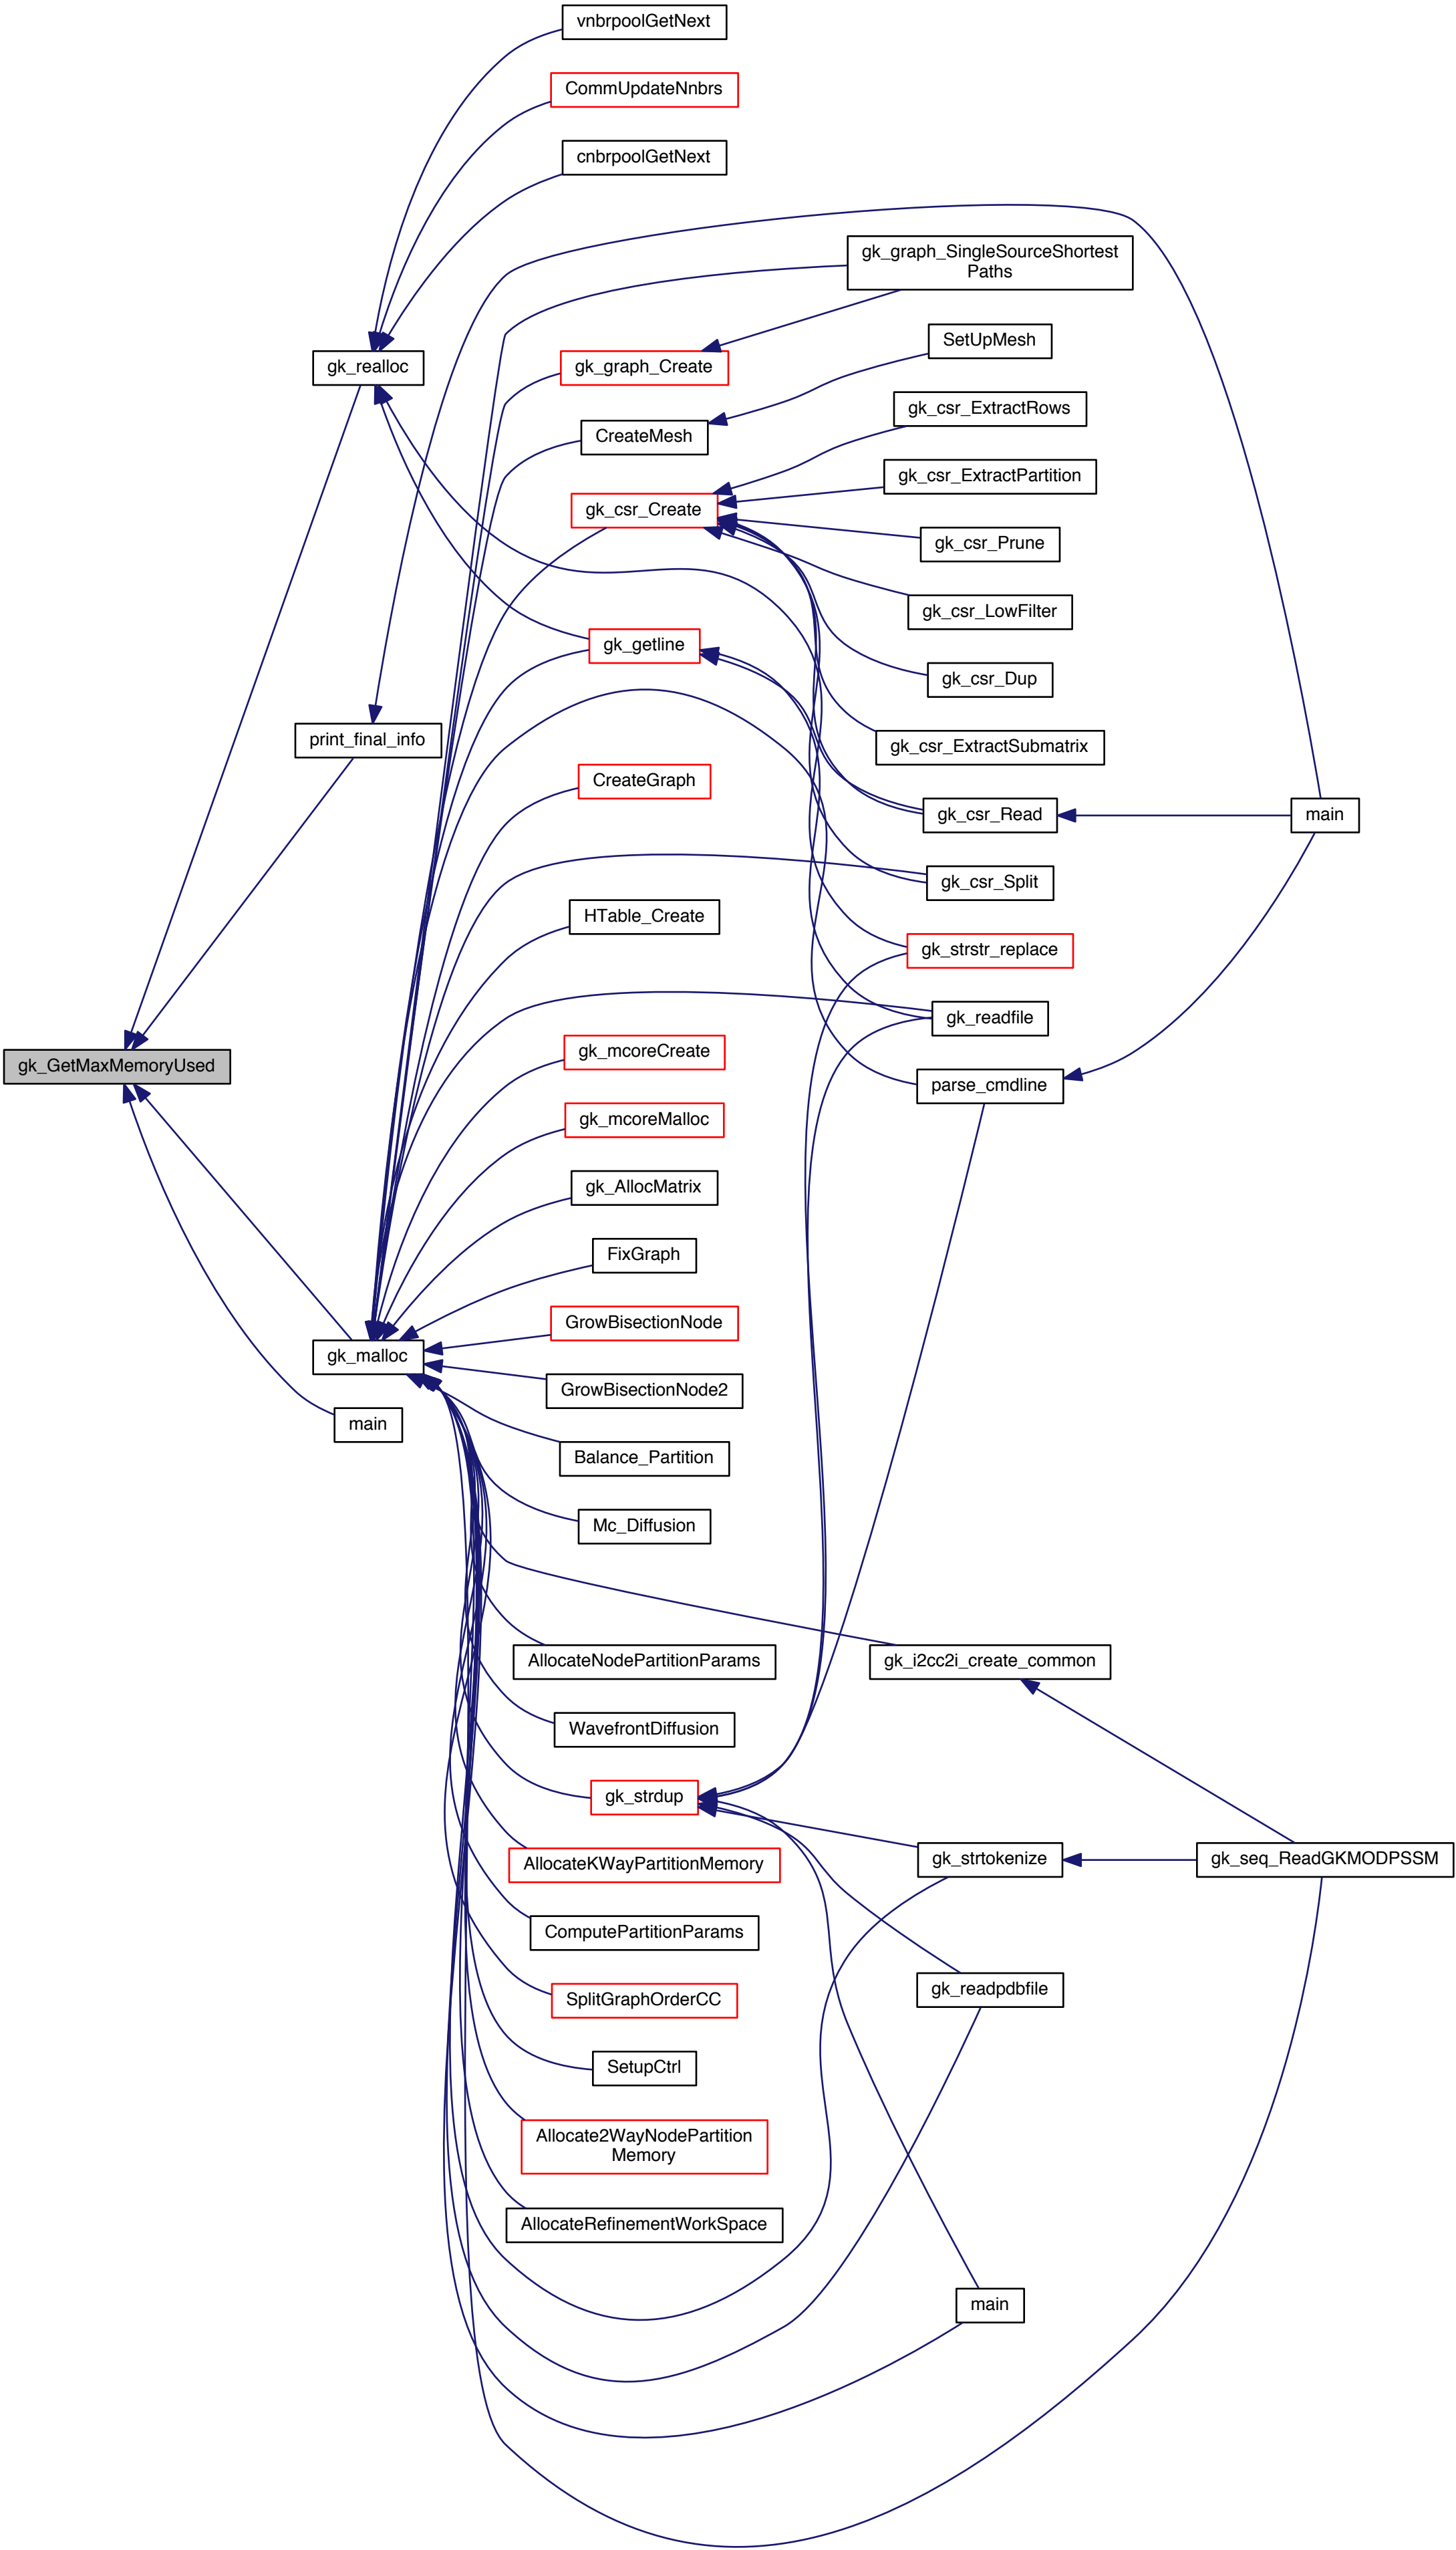 vnbrpoolGetNext
CommUpdateNnbrs
cnbrpoolGetNext
gk_graph_SingleSourceShortest
Paths
SetUpMesh
gk_realloc
gk_graph_Create
gk_csr_ExtractRows
CreateMesh
gk_csr_ExtractPartition
gk_csr_Create
gk_csr_Prune
gk_csr_LowFilter
gk_getline
gk_csr_Dup
print_final_info
gk_csr_ExtractSubmatrix
CreateGraph
gk_csr_Read
main
gk_csr_Split
HTable_Create
gk_strstr_replace
gk_readfile
gk_mcoreCreate
gk_GetMaxMemoryUsed
parse_cmdline
gk_mcoreMalloc
gk_AllocMatrix
FixGraph
GrowBisectionNode
gk_malloc
GrowBisectionNode2
main
Balance_Partition
Mc_Diffusion
AllocateNodePartitionParams
gk_i2cc2i_create_common
WavefrontDiffusion
gk_strdup
AllocateKWayPartitionMemory
gk_strtokenize
gk_seq_ReadGKMODPSSM
ComputePartitionParams
gk_readpdbfile
SplitGraphOrderCC
SetupCtrl
Allocate2WayNodePartition
Memory
AllocateRefinementWorkSpace
main